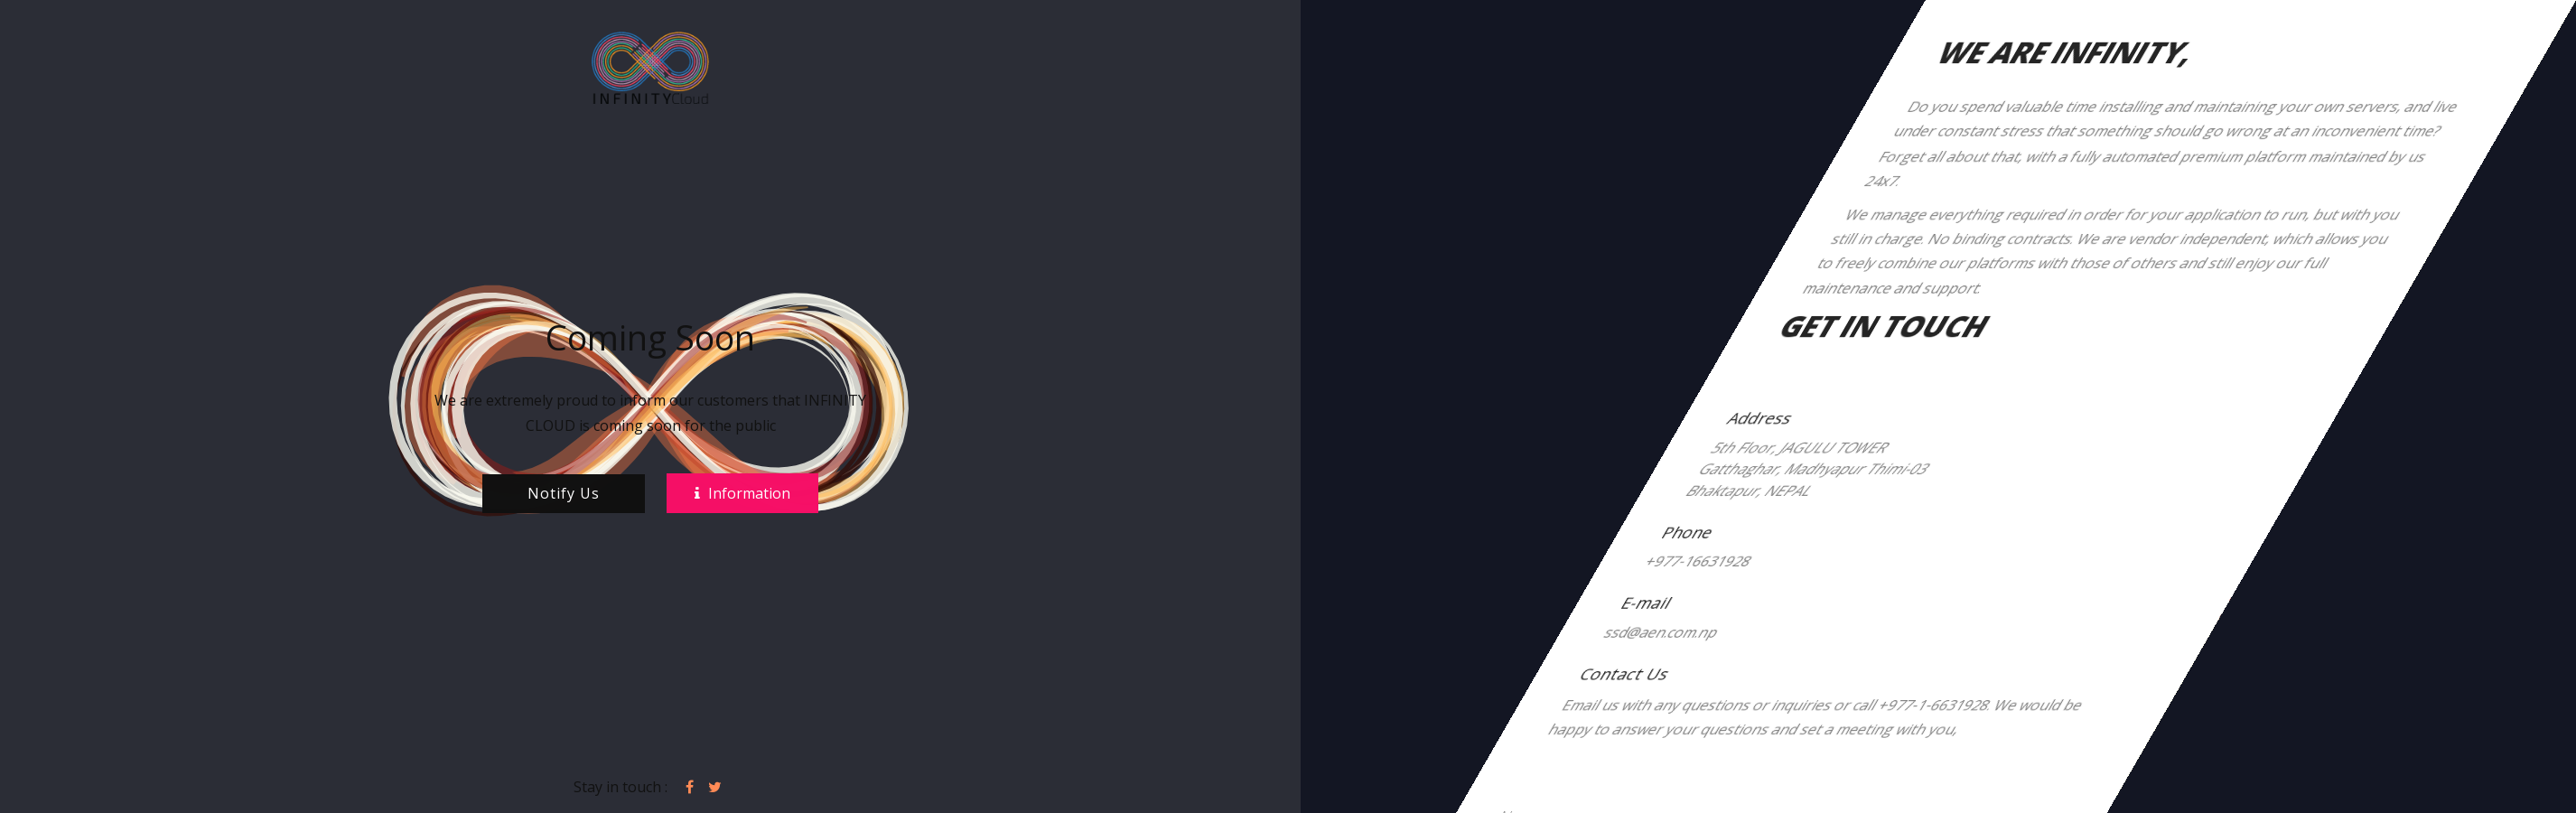 INFINITYCloud
Coming Soon
We are extremely proud to inform our customers that INFINITY
CLOUD is coming soon for the public
Notify Us
Information
Stay in touch :
WE ARE INFINITY,
Do you spend valuable time installing and maintaining your own servers, and live
under constant stress that something should go wrong at an inconvenient time?
Forget all about that, with a fully automated premium platform maintained by us
24x7.
We manage everything required in order for your application to run, but with you
still in charge. No binding contracts. We are vendor independent, which allows you
to freely combine our platforms with those of others and still enjoy our full
maintenance and support.
GET IN TOUCH
Address
5th Floor, JAGULU TOWER
Gatthaghar, Madhyapur Thimi-03
Bhaktapur, NEPAL
Phone
+977-16631928
E-mail
ssd@aen.com.np
Contact Us
Email us with any questions or inquiries or call +977-1-6631928. We would be
happy to answer your questions and set a meeting with you,